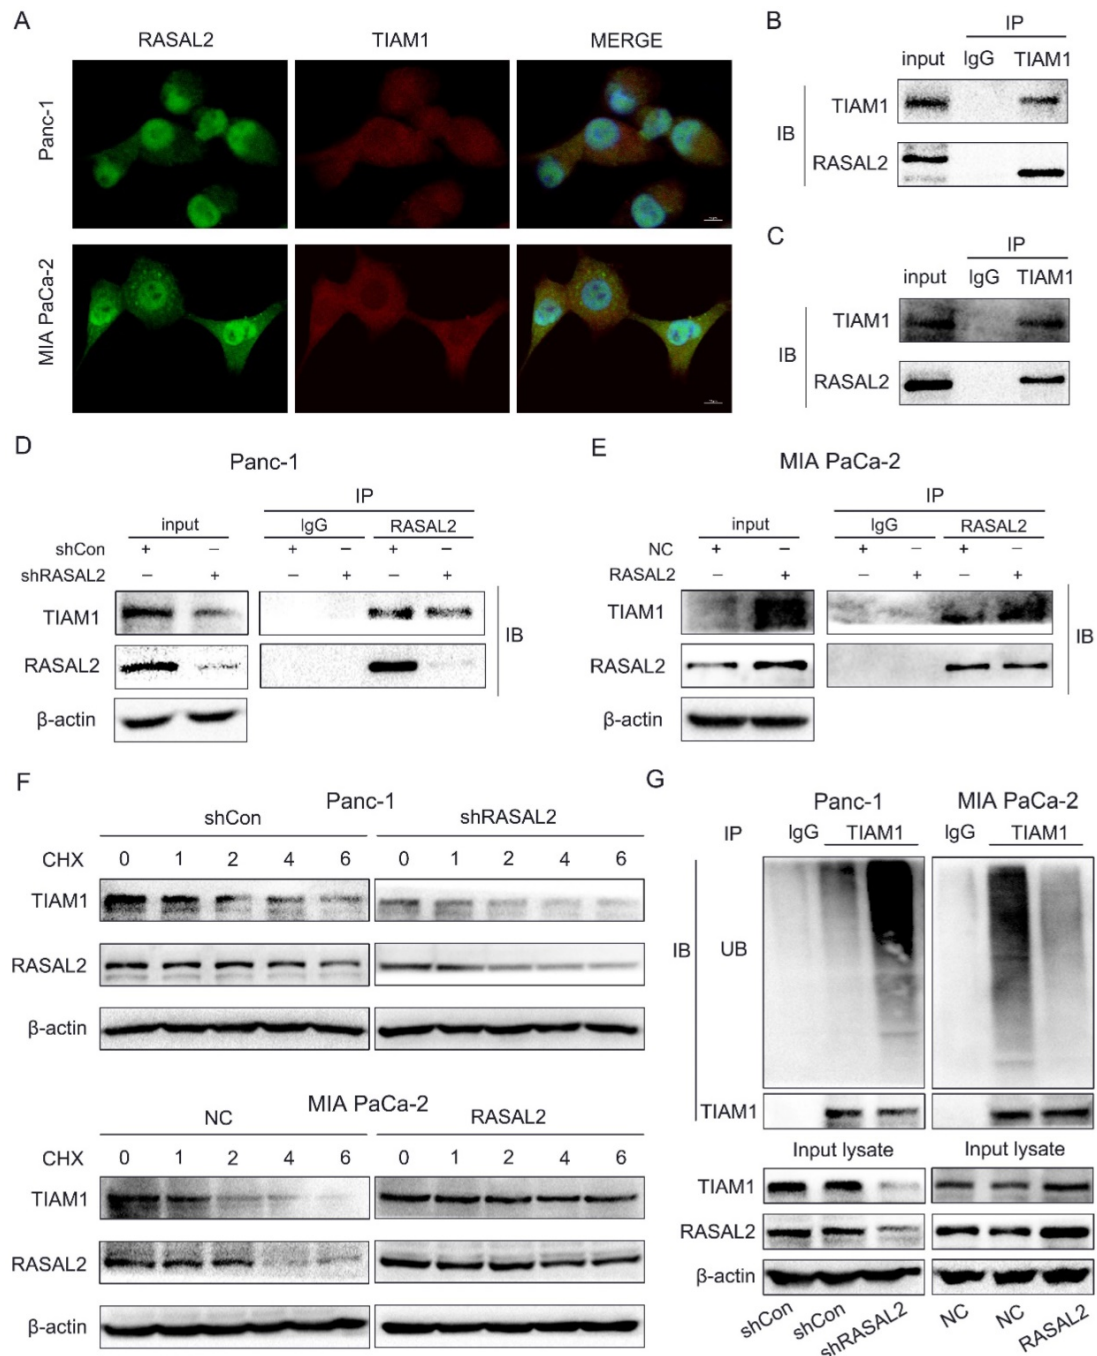 A
RASAL2 TIAM1 MERGE
Panc-1
MIA PaCa-2
B
IP
input IgG TIAM1
TIAM1
IB
RASAL2
C
IP
input IgG TIAM1
TIAM1
IB
RASAL2
D
Panc-1
IP
input IgG RASAL2
shCon + − + − + −
shRASAL2 − + − + − +
TIAM1
IB
RASAL2
β-actin
E
MIA PaCa-2
IP
input IgG RASAL2
NC + − + − + −
RASAL2 − + − + − +
TIAM1
IB
RASAL2
β-actin
F
Panc-1
shCon shRASAL2
CHX 0 1 2 4 6 0 1 2 4 6
TIAM1
RASAL2
β-actin
MIA PaCa-2
NC RASAL2
CHX 0 1 2 4 6 0 1 2 4 6
TIAM1
RASAL2
β-actin
G
Panc-1 MIA PaCa-2
IP IgG TIAM1 IgG TIAM1
IB UB
TIAM1
Input lysate Input lysate
TIAM1
RASAL2
β-actin
shCon shCon shRASAL2 NC NC RASAL2